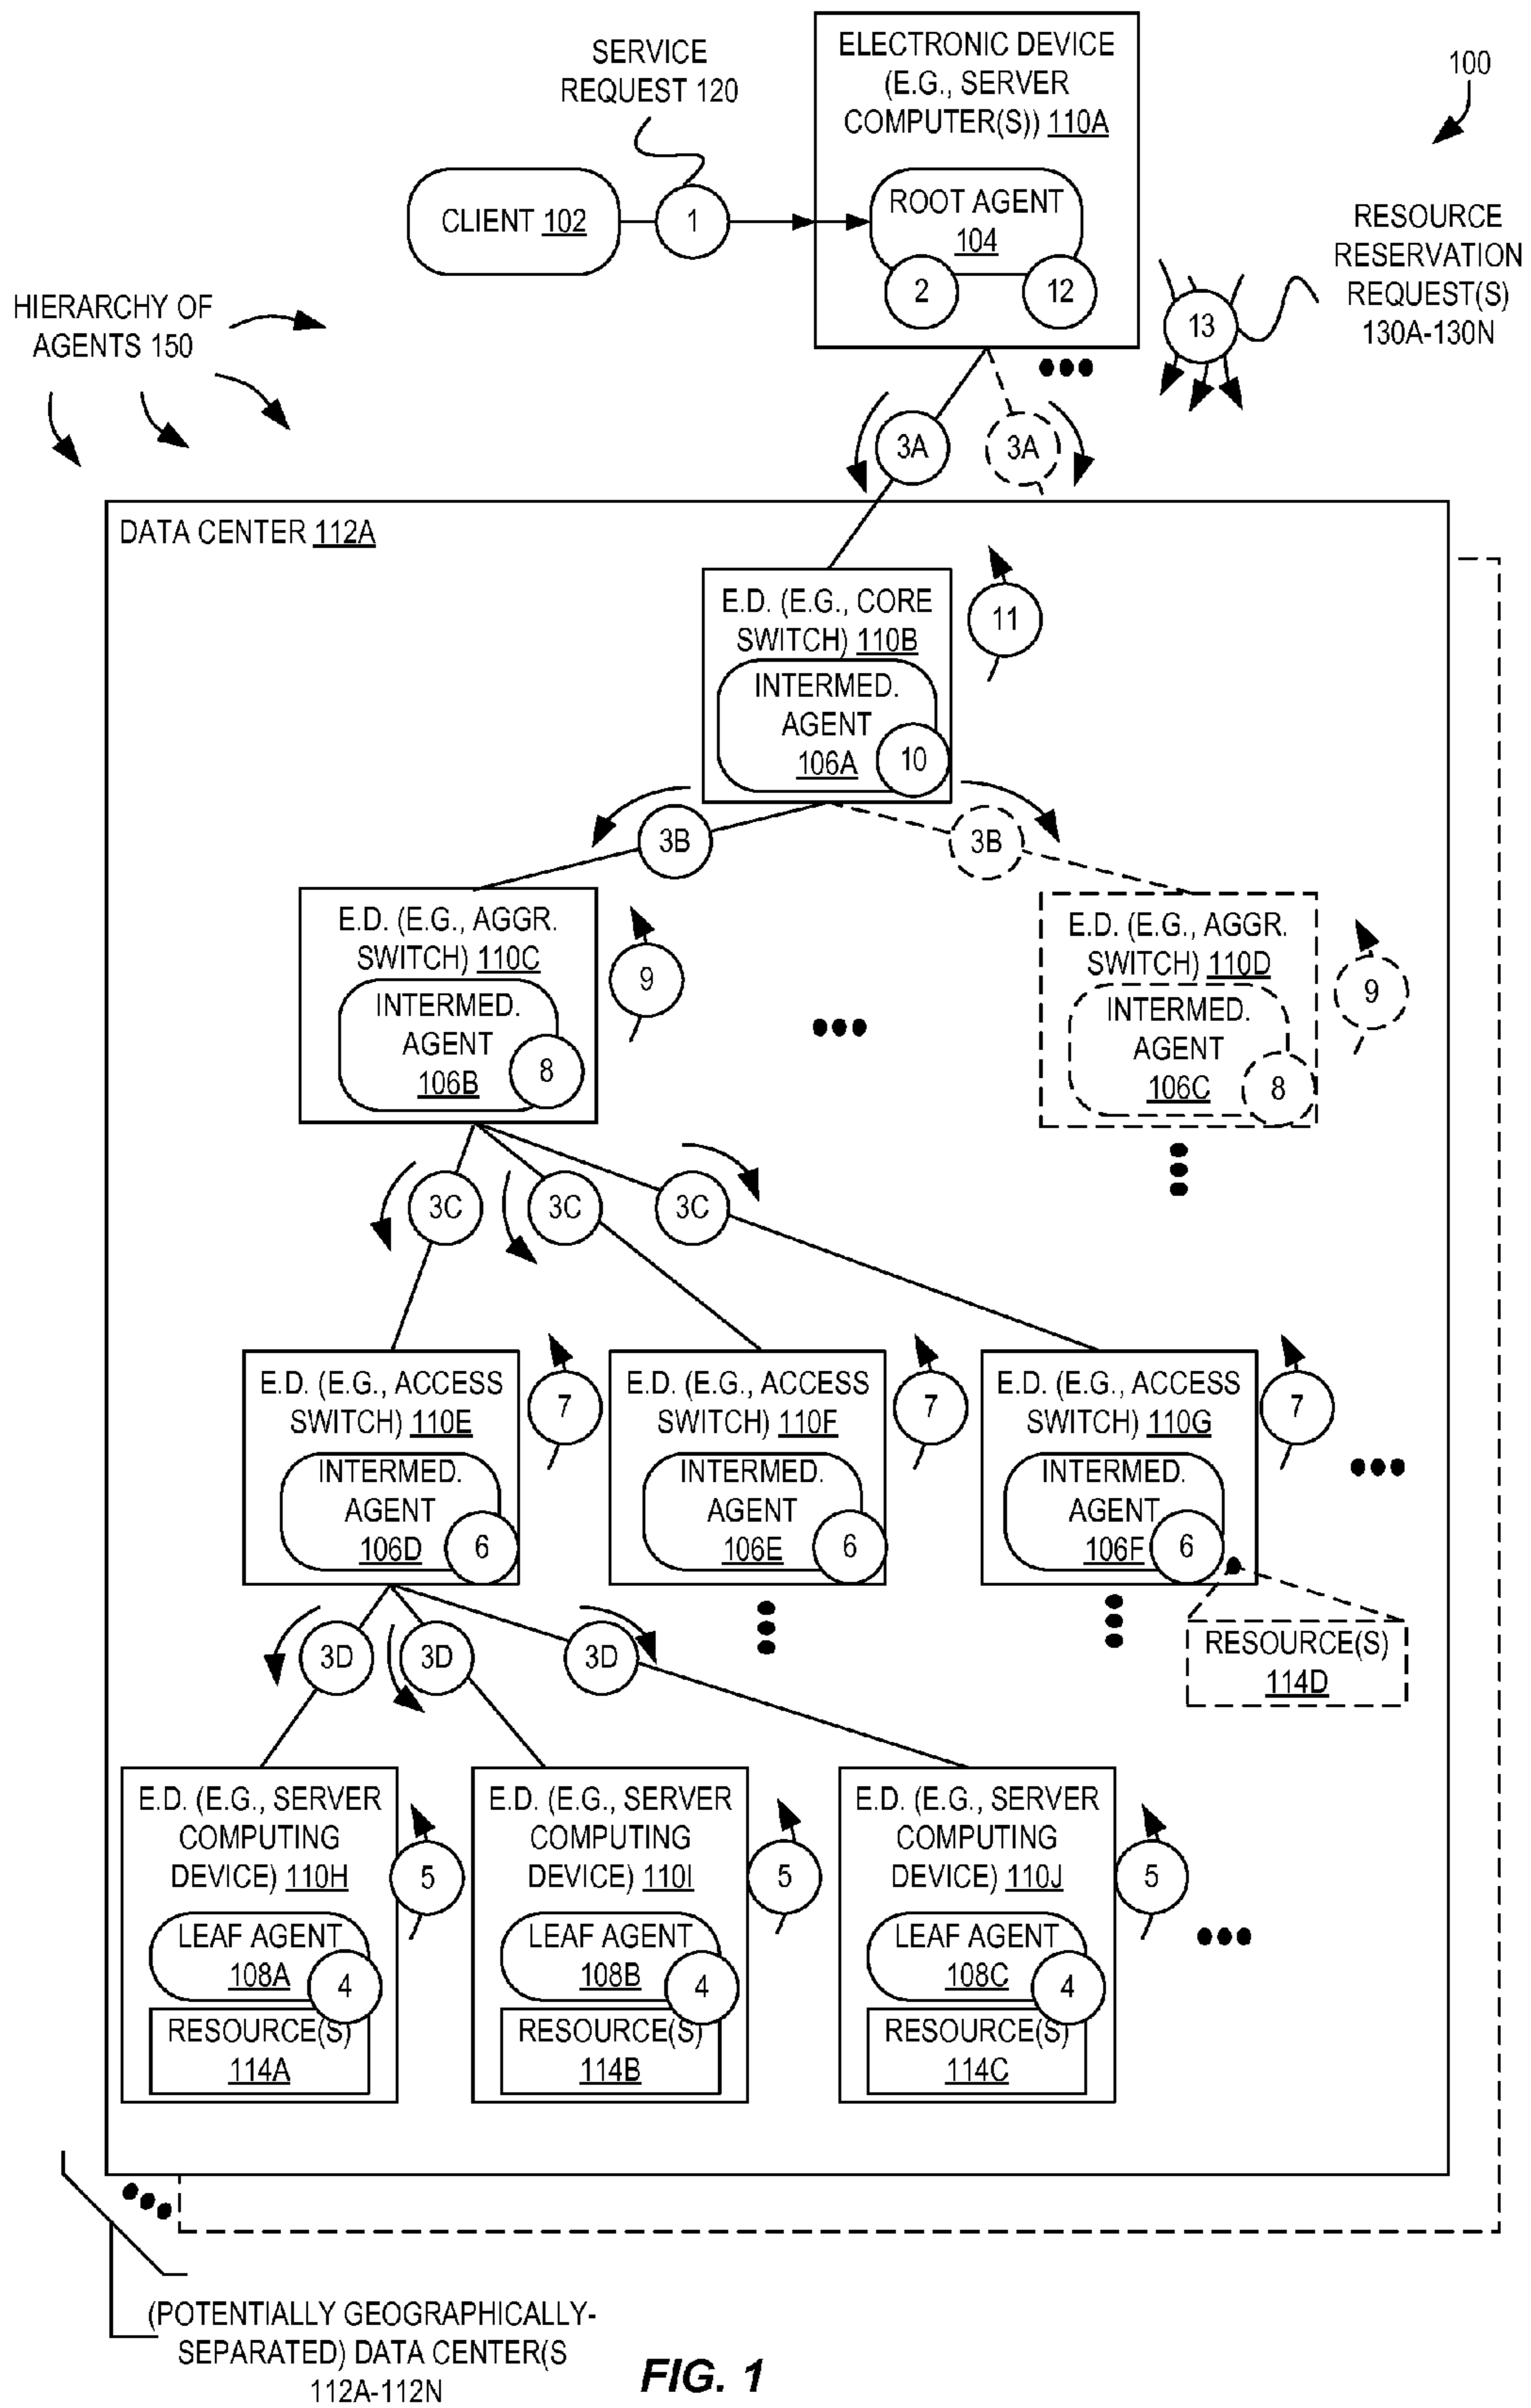 SERVICE
REQUEST 120
ELECTRONIC DEVICE
(E.G., SERVER
COMPUTER(S)) 110A
100
CLIENT 102
1
ROOT AGENT
104
2
12
RESOURCE
RESERVATION
REQUEST(S)
130A-130N
13
HIERARCHY OF
AGENTS 150
3A
3A
DATA CENTER 112A
E.D. (E.G., CORE
SWITCH) 110B
INTERMED.
AGENT
106A
10
11
3B
3B
E.D. (E.G., AGGR.
SWITCH) 110C
INTERMED.
AGENT
106B
8
9
E.D. (E.G., AGGR.
SWITCH) 110D
INTERMED.
AGENT
106C
8
9
3C
3C
3C
E.D. (E.G., ACCESS
SWITCH) 110E
INTERMED.
AGENT
106D
6
7
E.D. (E.G., ACCESS
SWITCH) 110F
INTERMED.
AGENT
106E
6
7
E.D. (E.G., ACCESS
SWITCH) 110G
INTERMED.
AGENT
106F
6
7
RESOURCE(S)
114D
3D
3D
3D
E.D. (E.G., SERVER
COMPUTING
DEVICE) 110H
LEAF AGENT
108A
4
RESOURCE(S)
114A
5
E.D. (E.G., SERVER
COMPUTING
DEVICE) 110I
LEAF AGENT
108B
4
RESOURCE(S)
114B
5
E.D. (E.G., SERVER
COMPUTING
DEVICE) 110J
LEAF AGENT
108C
4
RESOURCE(S)
114C
5
(POTENTIALLY GEOGRAPHICALLY-
SEPARATED) DATA CENTER(S
112A-112N
FIG. 1